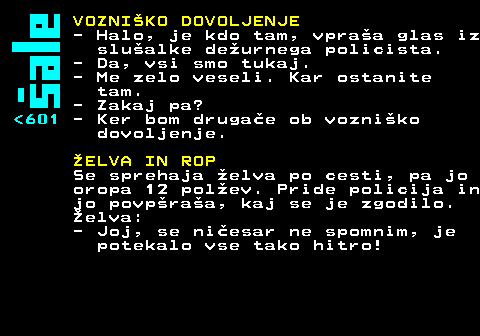 Šale
<601
VOZNIŠKO DOVOLJENJE
- Halo, je kdo tam, vpraša glas iz
slušalke dežurnega policista.
- Da, vsi smo tukaj.
- Me zelo veseli. Kar ostanite
tam.
- Zakaj pa?
- Ker bom drugače ob vozniško
dovoljenje.
ŽELVA IN ROP
Se sprehaja želva po cesti, pa jo
oropa 12 polžev. Pride policija in
jo povpšraša, kaj se je zgodilo.
Želva:
- Joj, se ničesar ne spomnim, je
potekalo vse tako hitro!